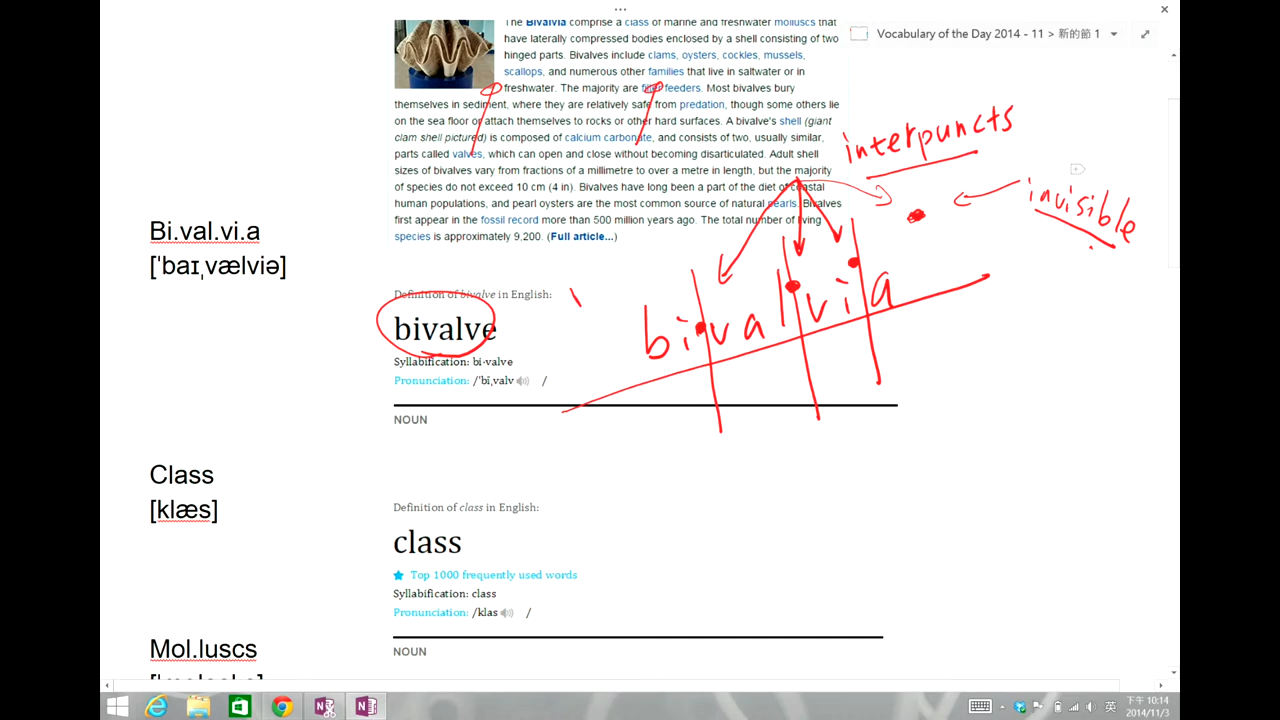 The Bivalvia comprise a class of marine and freshwater molluscs that
have laterally compressed bodies enclosed by a shell consisting of two
hinged parts. Bivalves include clams, oysters, cockles, mussels,
scallops, and numerous other families that live in saltwater or in
freshwater. The majority are filter feeders. Most bivalves bury
themselves in sediment, where they are relatively safe from predation, though some others lie
on the sea floor or attach themselves to rocks or other hard surfaces. A bivalve's shell (giant
clam shell pictured) is composed of calcium carbonate, and consists of two, usually similar,
parts called valves, which can open and close without becoming disarticulated. Adult shell
sizes of bivalves vary from fractions of a millimetre to over a metre in length, but the majority
of species do not exceed 10 cm (4 in). Bivalves have long been a part of the diet of coastal
human populations, and pearl oysters are the most common source of natural pearls. Bivalves
first appear in the fossil record more than 500 million years ago. The total number of living
species is approximately 9,200. (Full article...)
Vocabulary of the Day 2014 - 11 > 新的節 1
interpuncts
invisible
bi·val·vi·a
Bi.val.vi.a
[ˈbaɪˌvælviə]
Definition of bivalve in English:
bivalve
Syllabification: bi·valve
Pronunciation: /ˈbīˌvalv /
NOUN
Class
[klæs]
Definition of class in English:
class
Top 1000 frequently used words
Syllabification: class
Pronunciation: /klas /
NOUN
Mol.luscs
英
下午 10:14
2014/11/3